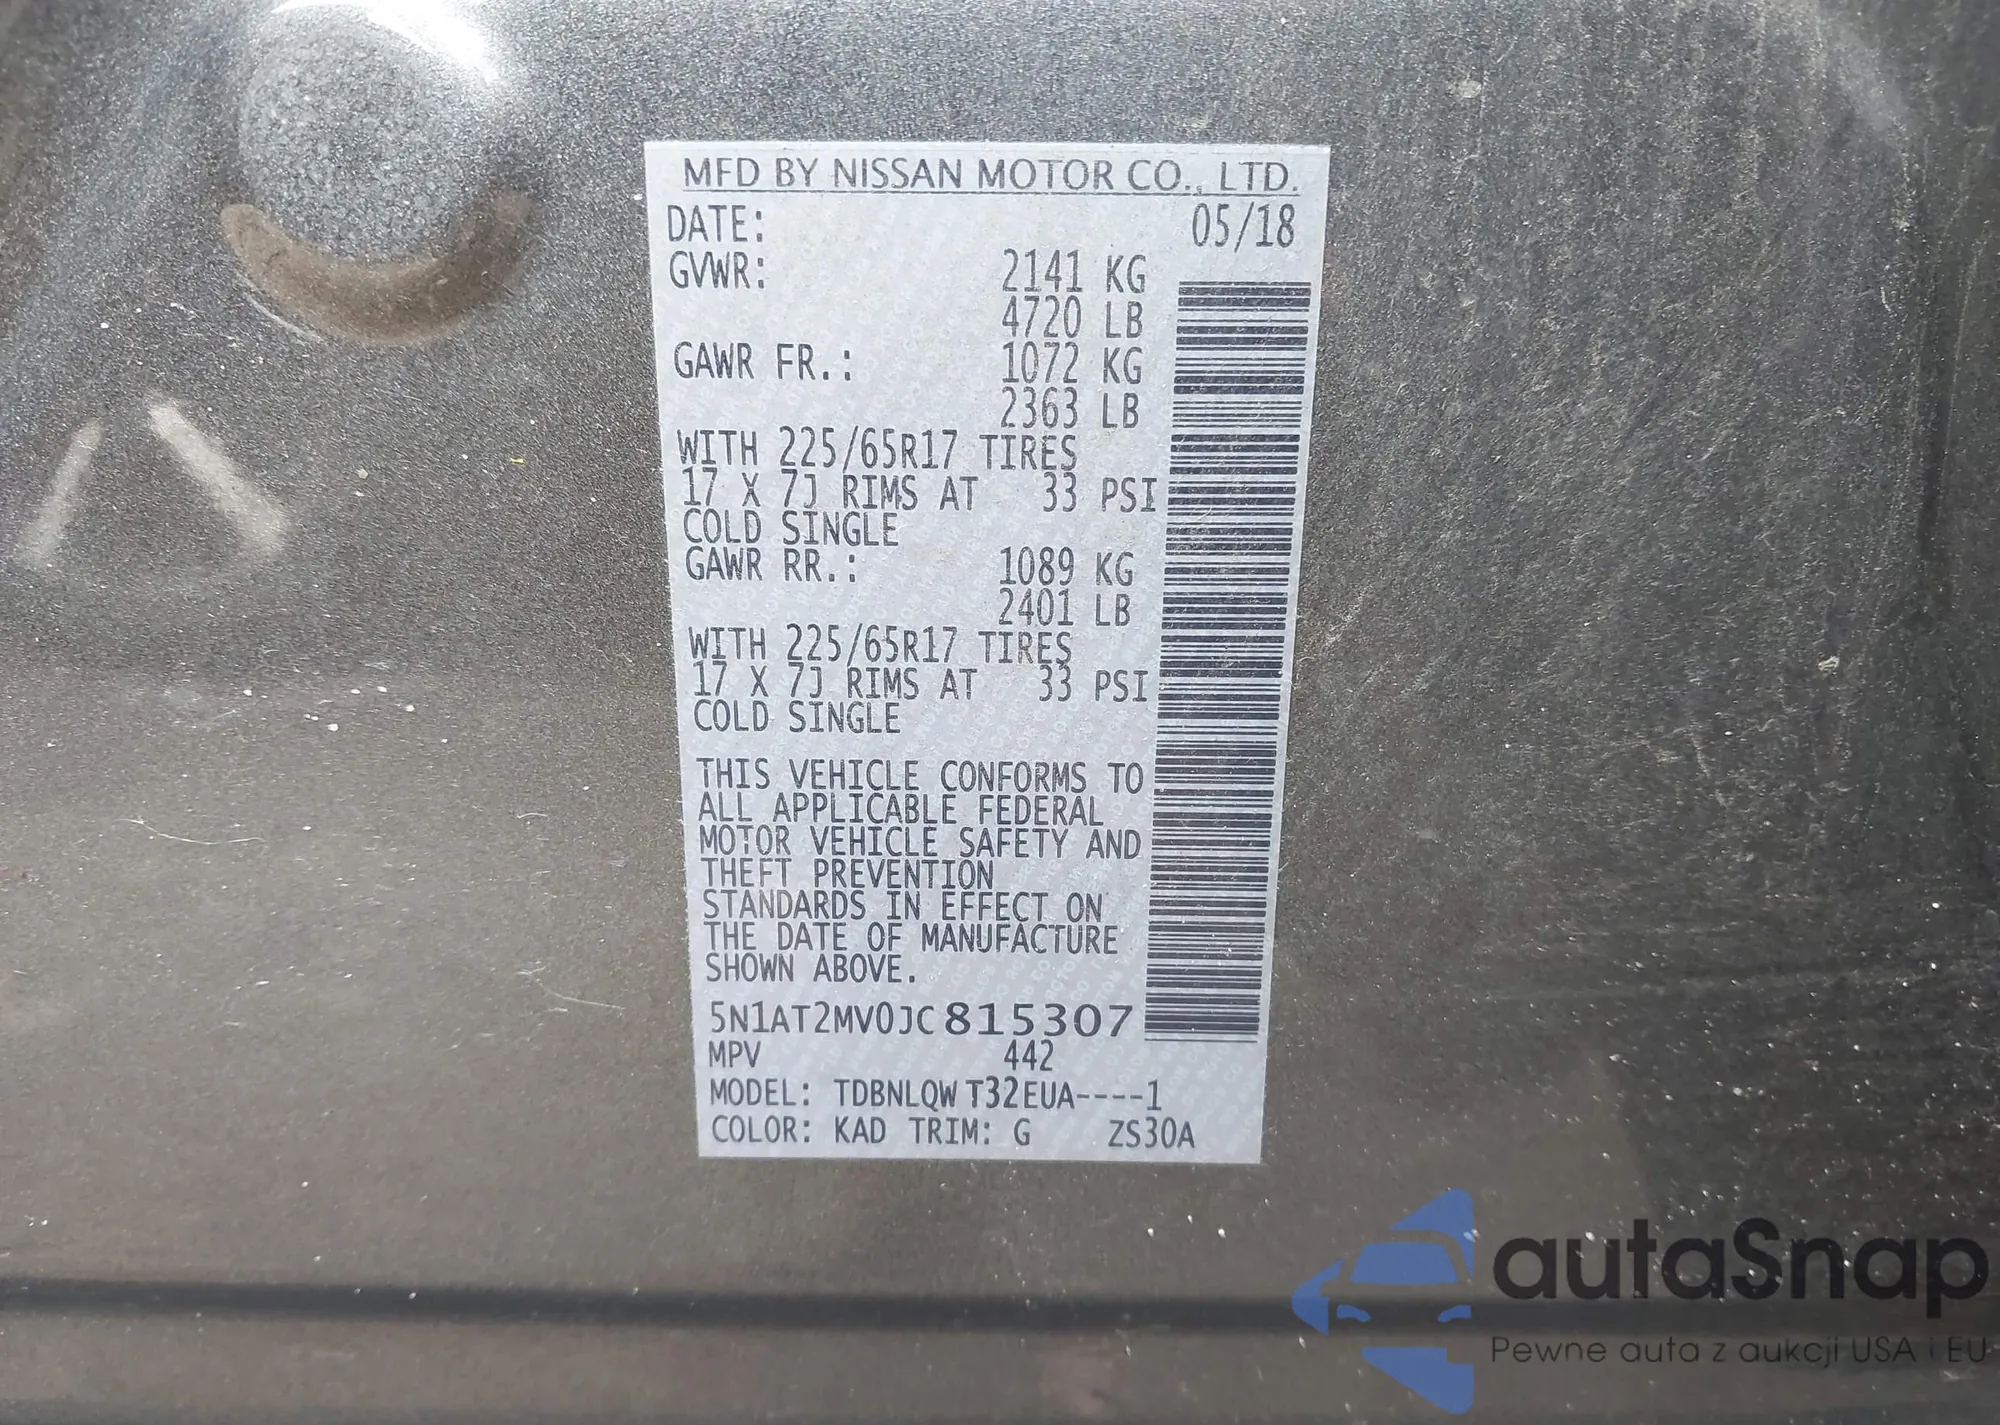 MFD BY NISSAN MOTOR CO., LTD.
DATE: 05/18
GVWR: 2141 KG
4720 LB
GAWR FR.: 1072 KG
2363 LB
WITH 225/65R17 TIRES
17 X 7J RIMS AT 33 PSI
COLD SINGLE
GAWR RR.: 1089 KG
2401 LB
WITH 225/65R17 TIRES
17 X 7J RIMS AT 33 PSI
COLD SINGLE
THIS VEHICLE CONFORMS TO
ALL APPLICABLE FEDERAL
MOTOR VEHICLE SAFETY AND
THEFT PREVENTION
STANDARDS IN EFFECT ON
THE DATE OF MANUFACTURE
SHOWN ABOVE.
5N1AT2MV0JC815307
MPV 442
MODEL: TDBNLQW T32EUA----1
COLOR: KAD TRIM: G ZS30A
autaSnap
Pewne auta z aukcji USA i EU